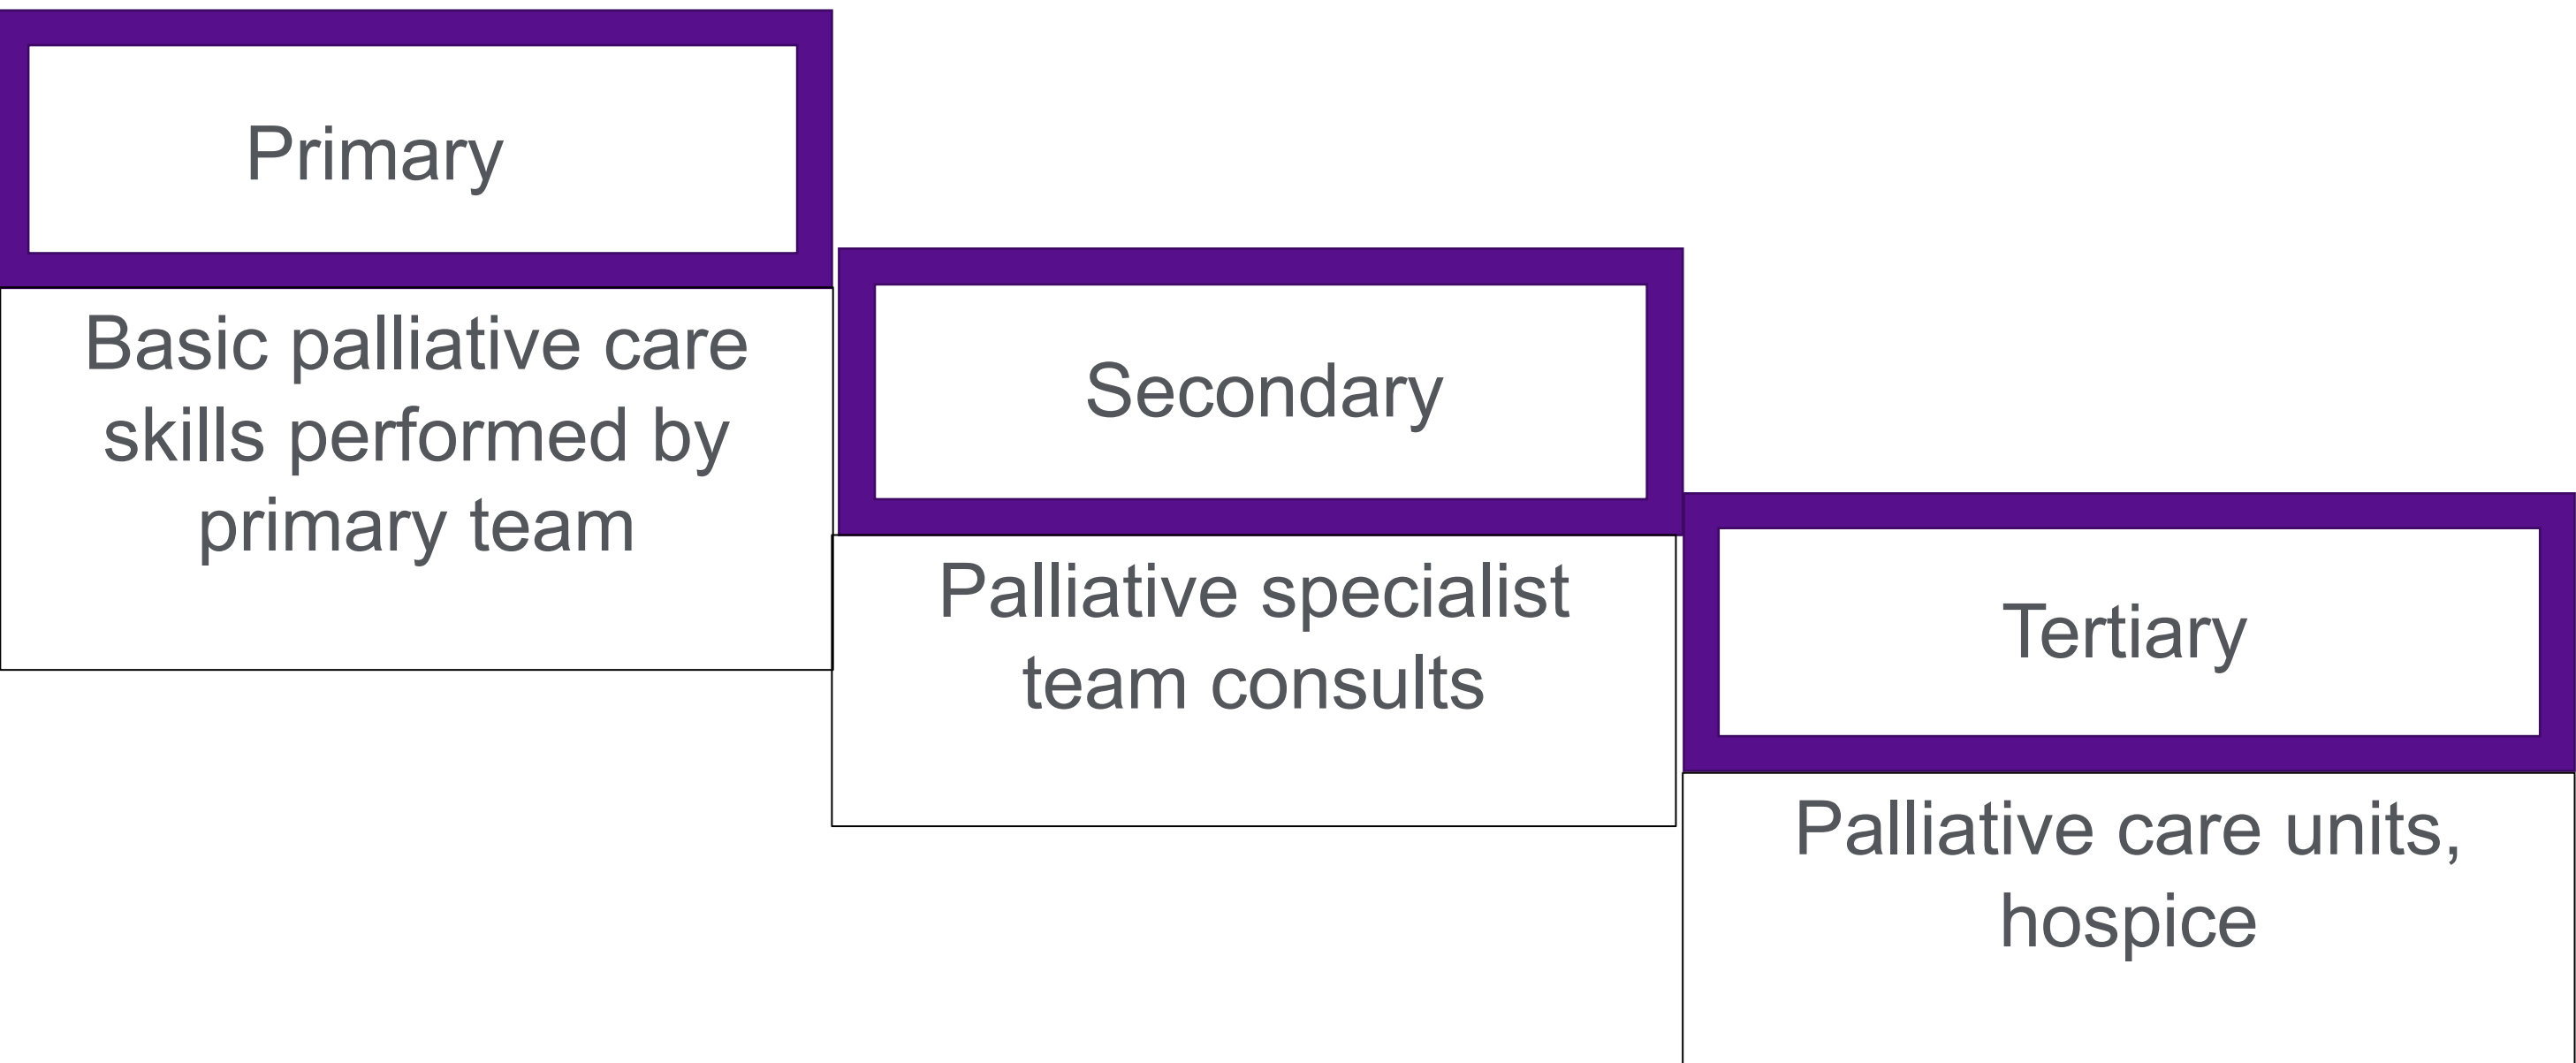 Primary
Basic palliative care
skills performed by
primary team
Secondary
Palliative specialist
team consults
Tertiary
Palliative care units,
hospice